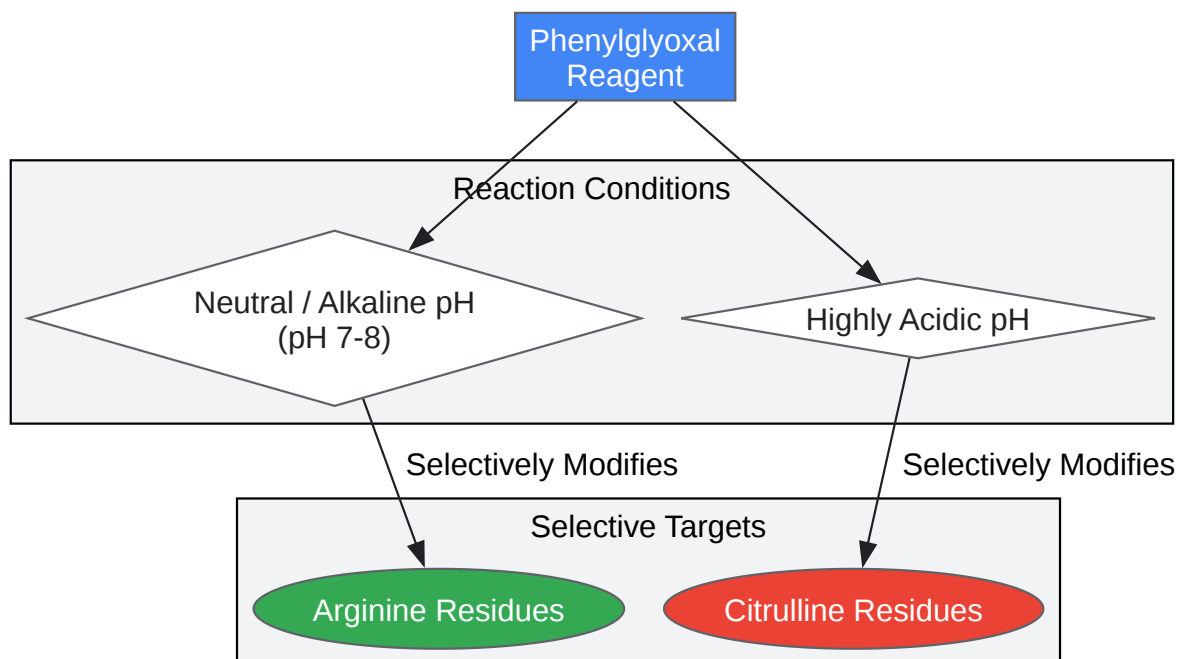 Phenylglyoxal
Reagent
Reaction Conditions
Neutral / Alkaline pH
(pH 7-8)
Highly Acidic pH
Selectively Modifies
Selectively Modifies
Selective Targets
Arginine Residues
Citrulline Residues